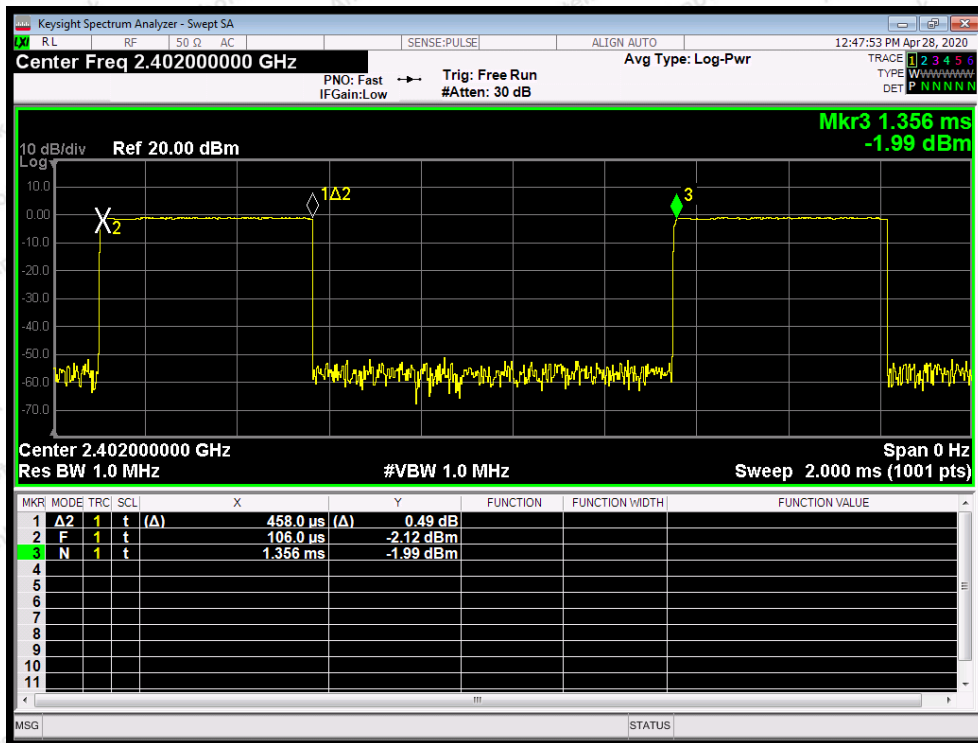 Keysight Spectrum Analyzer - Swept SA
LXI RL RF 50 Ω AC SENSE:PULSE ALIGN AUTO 12:47:53 PM Apr 28, 2020
Center Freq 2.402000000 GHz Avg Type: Log-Pwr TRACE 1 2 3 4 5 6
PNO: Fast Trig: Free Run TYPE WWWWWW
IFGain:Low #Atten: 30 dB DET P N N N N N
Mkr3 1.356 ms
10 dB/div Ref 20.00 dBm -1.99 dBm
Log
10.0
0.00
-10.0
-20.0
-30.0
-40.0
-50.0
-60.0
-70.0
2
1Δ2
3
Center 2.402000000 GHz Span 0 Hz
Res BW 1.0 MHz #VBW 1.0 MHz Sweep 2.000 ms (1001 pts)
MKR MODE TRC SCL X Y FUNCTION FUNCTION WIDTH FUNCTION VALUE
1 Δ2 1 t (Δ) 458.0 µs (Δ) 0.49 dB
2 F 1 t 106.0 µs -2.12 dBm
3 N 1 t 1.356 ms -1.99 dBm
4
5
6
7
8
9
10
11
MSG STATUS